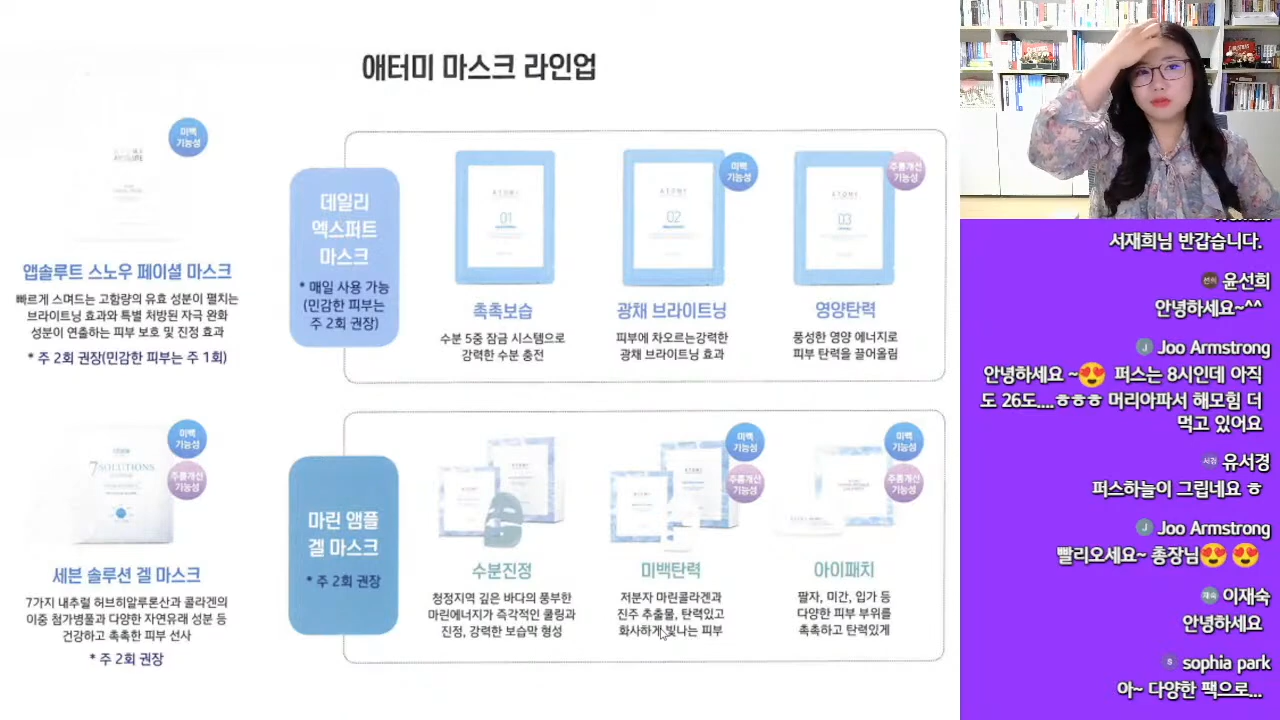 애터미 마스크 라인업
미백
기능성
앱솔루트 스노우 페이셜 마스크
빠르게 스며드는 고함량의 유효 성분이 펼치는
브라이트닝 효과와 특별 처방된 자극 완화
성분이 연출하는 피부 보호 및 진정 효과
* 주 2회 권장(민감한 피부는 주 1회)
데일리
엑스퍼트
마스크
* 매일 사용 가능
(민감한 피부는
주 2회 권장)
ATOMY
01
촉촉보습
수분 5중 잠금 시스템으로
강력한 수분 충전
미백
기능성
ATOMY
02
광채 브라이트닝
피부에 차오르는강력한
광채 브라이트닝 효과
주름개선
기능성
ATOMY
03
영양탄력
풍성한 영양 에너지로
피부 탄력을 끌어올림
미백
기능성
주름개선
기능성
7 SOLUTIONS
세븐 솔루션 겔 마스크
7가지 내추럴 허브히알루론산과 콜라겐의
이중 첨가병풀과 다양한 자연유래 성분 등
건강하고 촉촉한 피부 선사
* 주 2회 권장
마린 앰플
겔 마스크
* 주 2회 권장
수분진정
청정지역 깊은 바다의 풍부한
마린에너지가 즉각적인 쿨링과
진정, 강력한 보습막 형성
미백
기능성
주름개선
기능성
미백탄력
저분자 마린콜라겐과
진주 추출물, 탄력있고
화사하게 빛나는 피부
미백
기능성
주름개선
기능성
아이패치
팔자, 미간, 입가 등
다양한 피부 부위를
촉촉하고 탄력있게
서재희님 반갑습니다.
선희 윤선희
안녕하세요~^^
J Joo Armstrong
안녕하세요 ~😍 퍼스는 8시인데 아직
도 26도....ㅎㅎㅎ 머리아파서 해모힘 더
먹고 있어요
서경 유서경
퍼스하늘이 그립네요 ㅎ
J Joo Armstrong
빨리오세요~ 총장님😍 😍
재숙 이재숙
안녕하세요
S sophia park
아~ 다양한 팩으로...